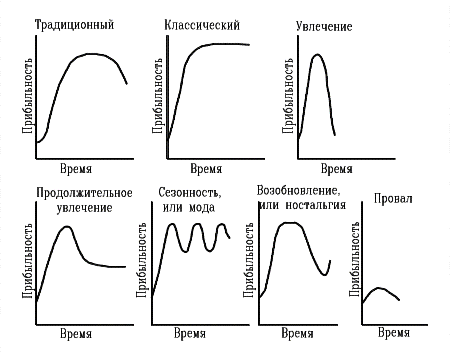 Традиционный
Классический
Увлечение
Прибыльность
Прибыльность
Прибыльность
Время
Время
Время
Продолжительное
увлечение
Сезонность,
или мода
Возобновление,
или ностальгия
Провал
Прибыльность
Прибыльность
Прибыльность
Прибыльность
Время
Время
Время
Время